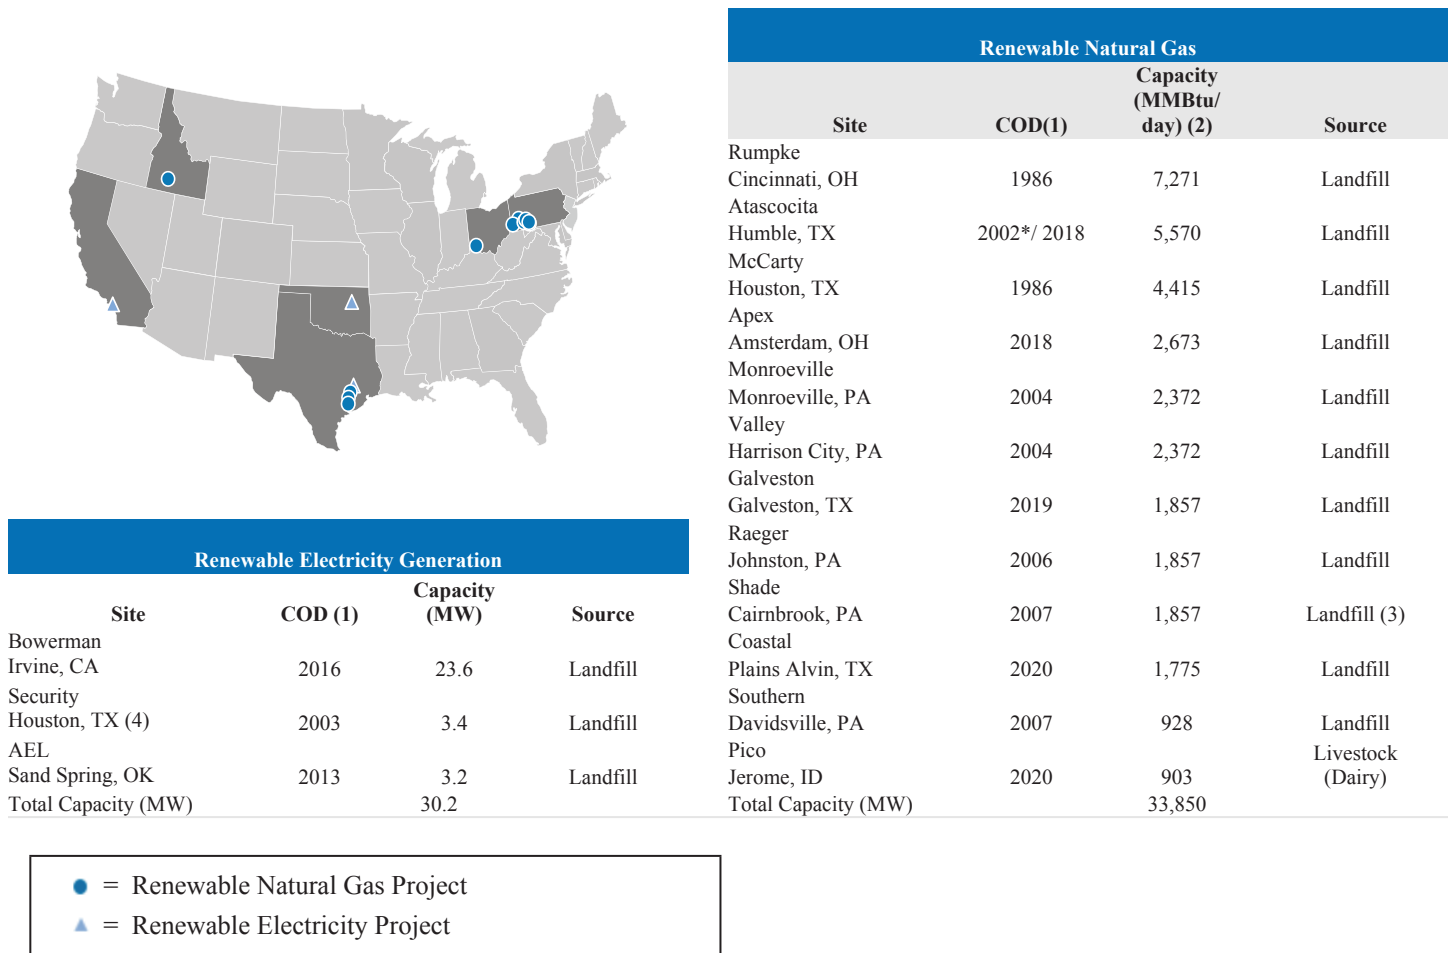 Renewable Natural Gas
Site COD(1) Capacity (MMBtu/ day) (2) Source
Rumpke
Cincinnati, OH 1986 7,271 Landfill
Atascocita
Humble, TX 2002*/ 2018 5,570 Landfill
McCarty
Houston, TX 1986 4,415 Landfill
Apex
Amsterdam, OH 2018 2,673 Landfill
Monroeville
Monroeville, PA 2004 2,372 Landfill
Valley
Harrison City, PA 2004 2,372 Landfill
Galveston
Galveston, TX 2019 1,857 Landfill
Raeger
Johnston, PA 2006 1,857 Landfill
Shade
Cairnbrook, PA 2007 1,857 Landfill (3)
Coastal
Plains Alvin, TX 2020 1,775 Landfill
Southern
Davidsville, PA 2007 928 Landfill
Pico
Jerome, ID 2020 903 Livestock (Dairy)
Total Capacity (MW) 33,850
Renewable Electricity Generation
Site COD (1) Capacity (MW) Source
Bowerman
Irvine, CA 2016 23.6 Landfill
Security
Houston, TX (4) 2003 3.4 Landfill
AEL
Sand Spring, OK 2013 3.2 Landfill
Total Capacity (MW) 30.2
= Renewable Natural Gas Project
= Renewable Electricity Project